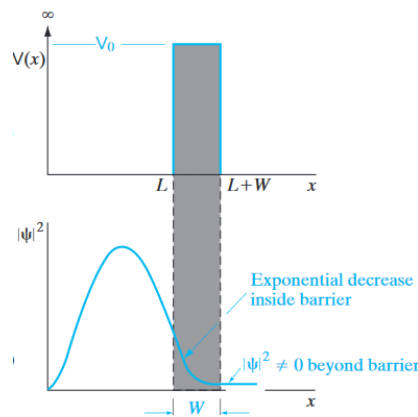 ∞
V(x)
V₀
L
L+W
x
|ψ|²
Exponential decrease
inside barrier
|ψ|² ≠ 0 beyond barrier
W
x